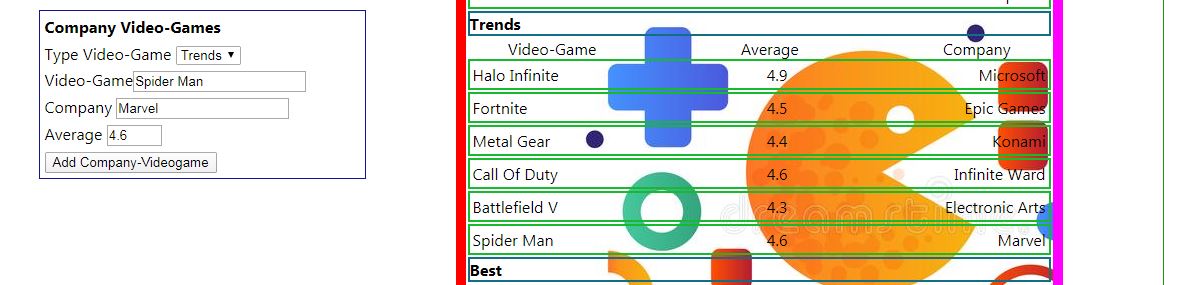 Company Video-Games
Type Video-Game Trends
Video-Game Spider Man
Company Marvel
Average 4.6
Add Company-Videogame
Trends
Video-Game Average Company
Halo Infinite 4.9 Microsoft
Fortnite 4.5 Epic Games
Metal Gear 4.4 Konami
Call Of Duty 4.6 Infinite Ward
Battlefield V 4.3 Electronic Arts
Spider Man 4.6 Marvel
Best